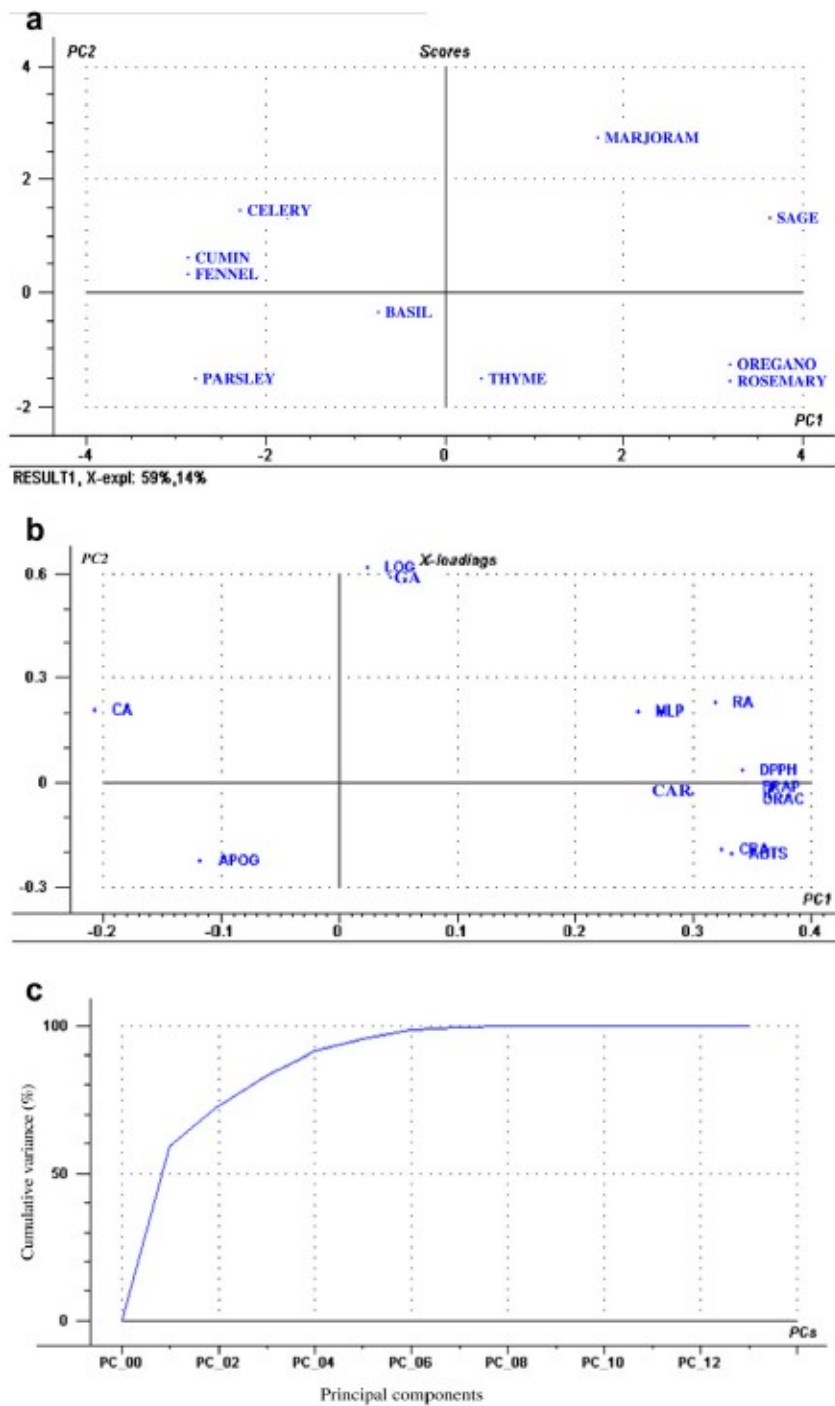 a
PC2 Scores
4
MARJORAM
2
CELERY
SAGE
CUMIN
FENNEL
0
BASIL
OREGANO
PARSLEY THYME ROSEMARY
-2
PC1
-4 -2 0 2 4
RESULT1, X-expl: 59%,14%
b
PC2 LOG X-loadings
0.6 GA
0.3
CA MLP RA
DPPH
0
CAR
ORAC
APOG ABTS
-0.3
PC1
-0.2 -0.1 0 0.1 0.2 0.3 0.4
c
100
50
0
Cumulative variance (%)
PCs
PC_00 PC_02 PC_04 PC_06 PC_08 PC_10 PC_12
Principal components